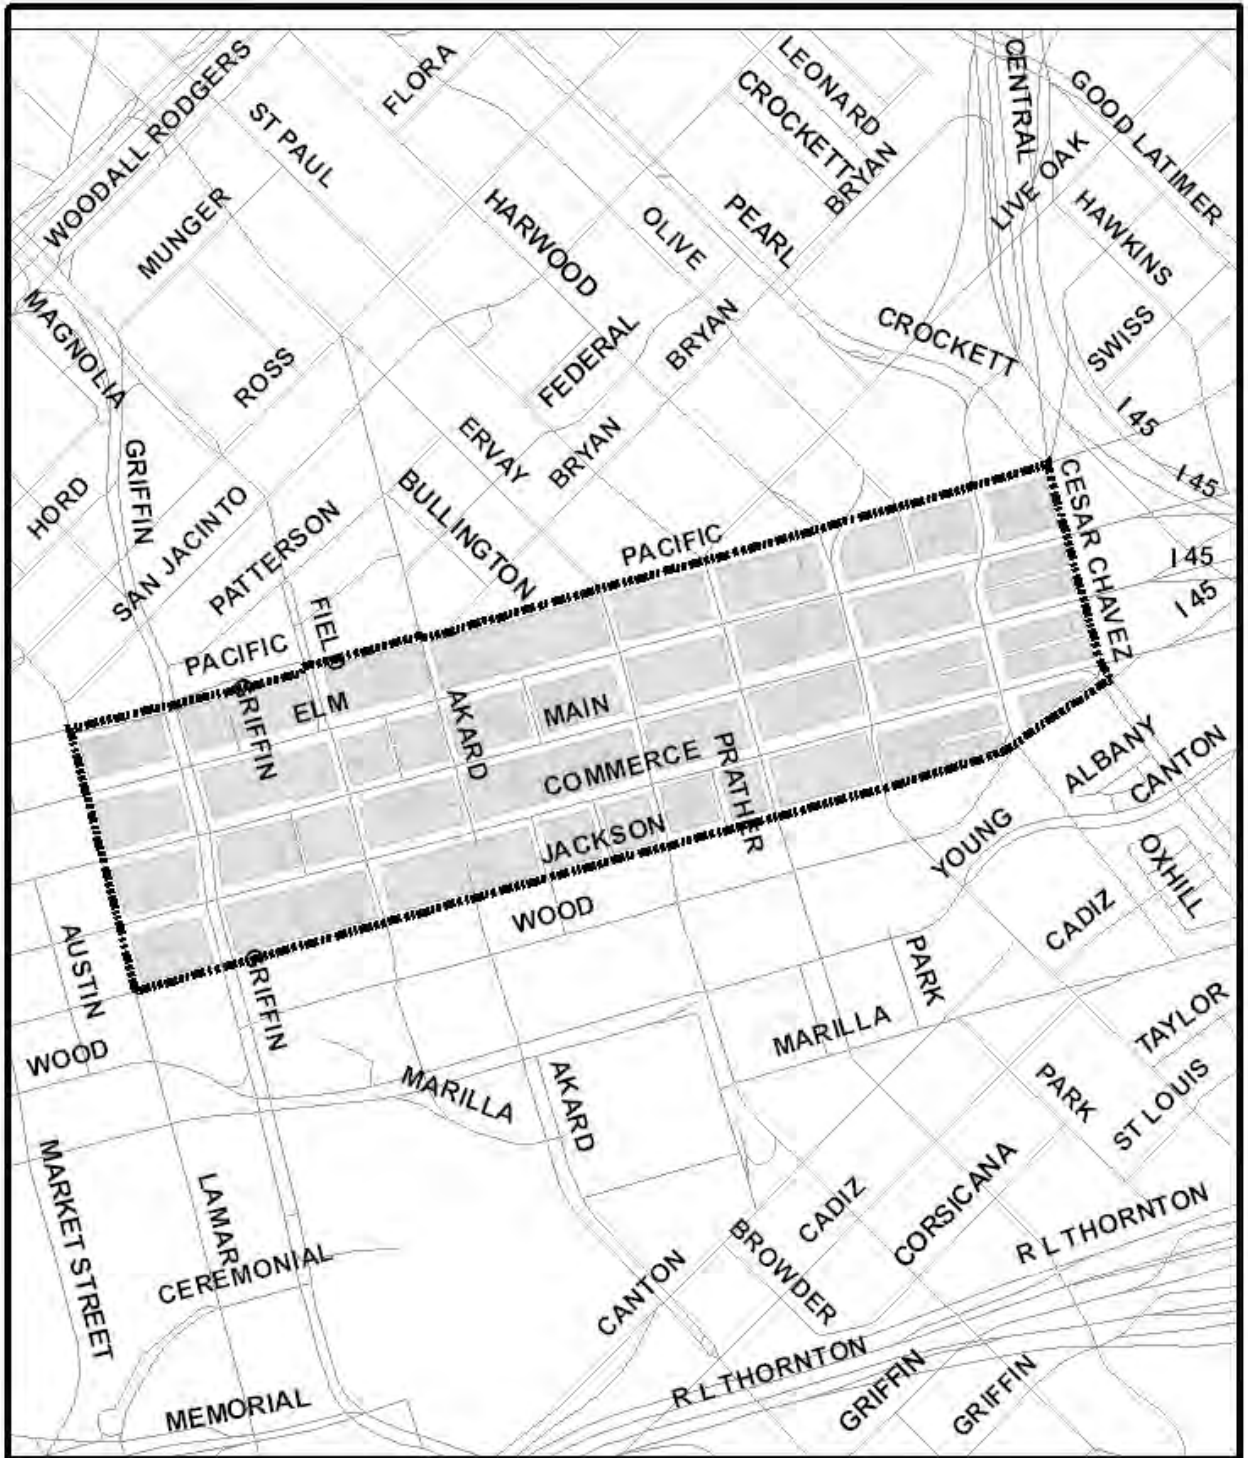 WOODALL RODGERS
ST PAUL
FLORA
LEONARD
CROCKETT
BRYAN
CENTRAL
GOOD LATIMER
LIVE OAK
HAWKINS
MUNGER
HARWOOD
OLIVE
PEARL
MAGNOLIA
ROSS
FEDERAL
BRYAN
CROCKETT
SWISS
I 45
GRIFFIN
HORD
SAN JACINTO
PATTERSON
BULLINGTON
ERVAY
BRYAN
I 45
CESAR CHAVEZ
PACIFIC
I 45
I 45
FIELD
PACIFIC
GRIFFIN
ELM
AKARD
MAIN
COMMERCE
PRATHER
JACKSON
ALBANY
CANTON
YOUNG
OXHILL
WOOD
CADIZ
AUSTIN
GRIFFIN
PARK
WOOD
MARILLA
TAYLOR
MARILLA
AKARD
PARK
ST LOUIS
MARKET STREET
LAMAR
CEREMONIAL
CADIZ
CORSICANA
R L THORNTON
BROWDER
CANTON
R L THORNTON
MEMORIAL
GRIFFIN
GRIFFIN